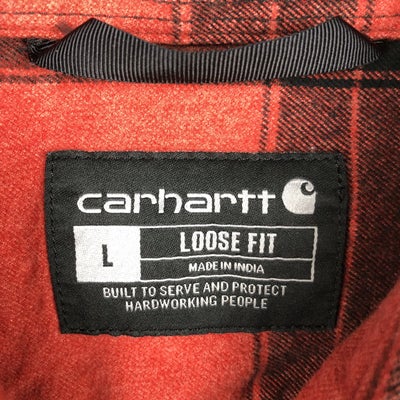 carhartt
L
LOOSE FIT
MADE IN INDIA
BUILT TO SERVE AND PROTECT
HARDWORKING PEOPLE